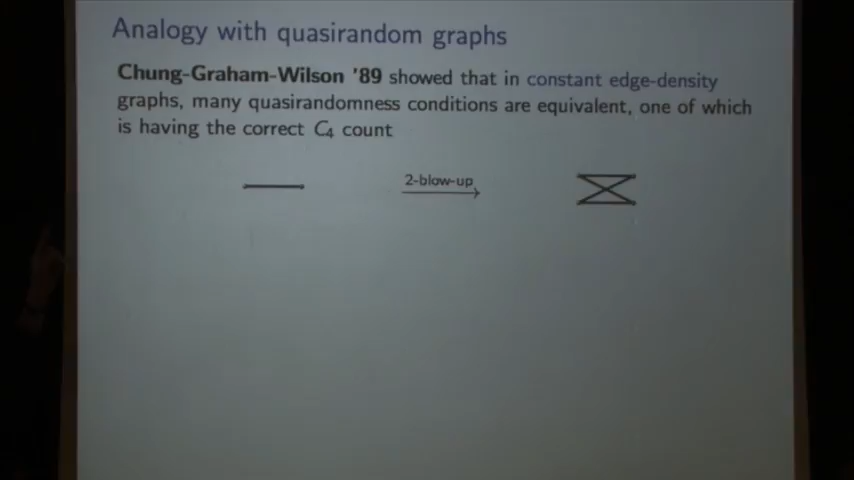 Analogy with quasirandom graphs
Chung-Graham-Wilson '89 showed that in constant edge-density
graphs, many quasirandomness conditions are equivalent, one of which
is having the correct C₄ count
2-blow-up